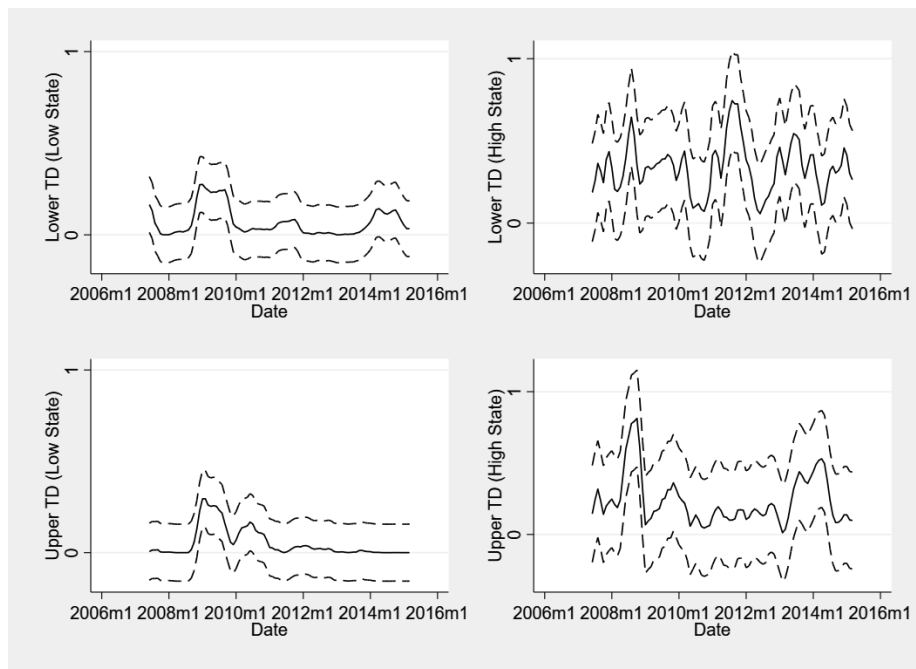 Lower TD (Low State)
1
0
2006m1 2008m1 2010m1 2012m1 2014m1 2016m1
Date
Lower TD (High State)
1
0
2006m1 2008m1 2010m1 2012m1 2014m1 2016m1
Date
Upper TD (Low State)
1
0
2006m1 2008m1 2010m1 2012m1 2014m1 2016m1
Date
Upper TD (High State)
1
0
2006m1 2008m1 2010m1 2012m1 2014m1 2016m1
Date